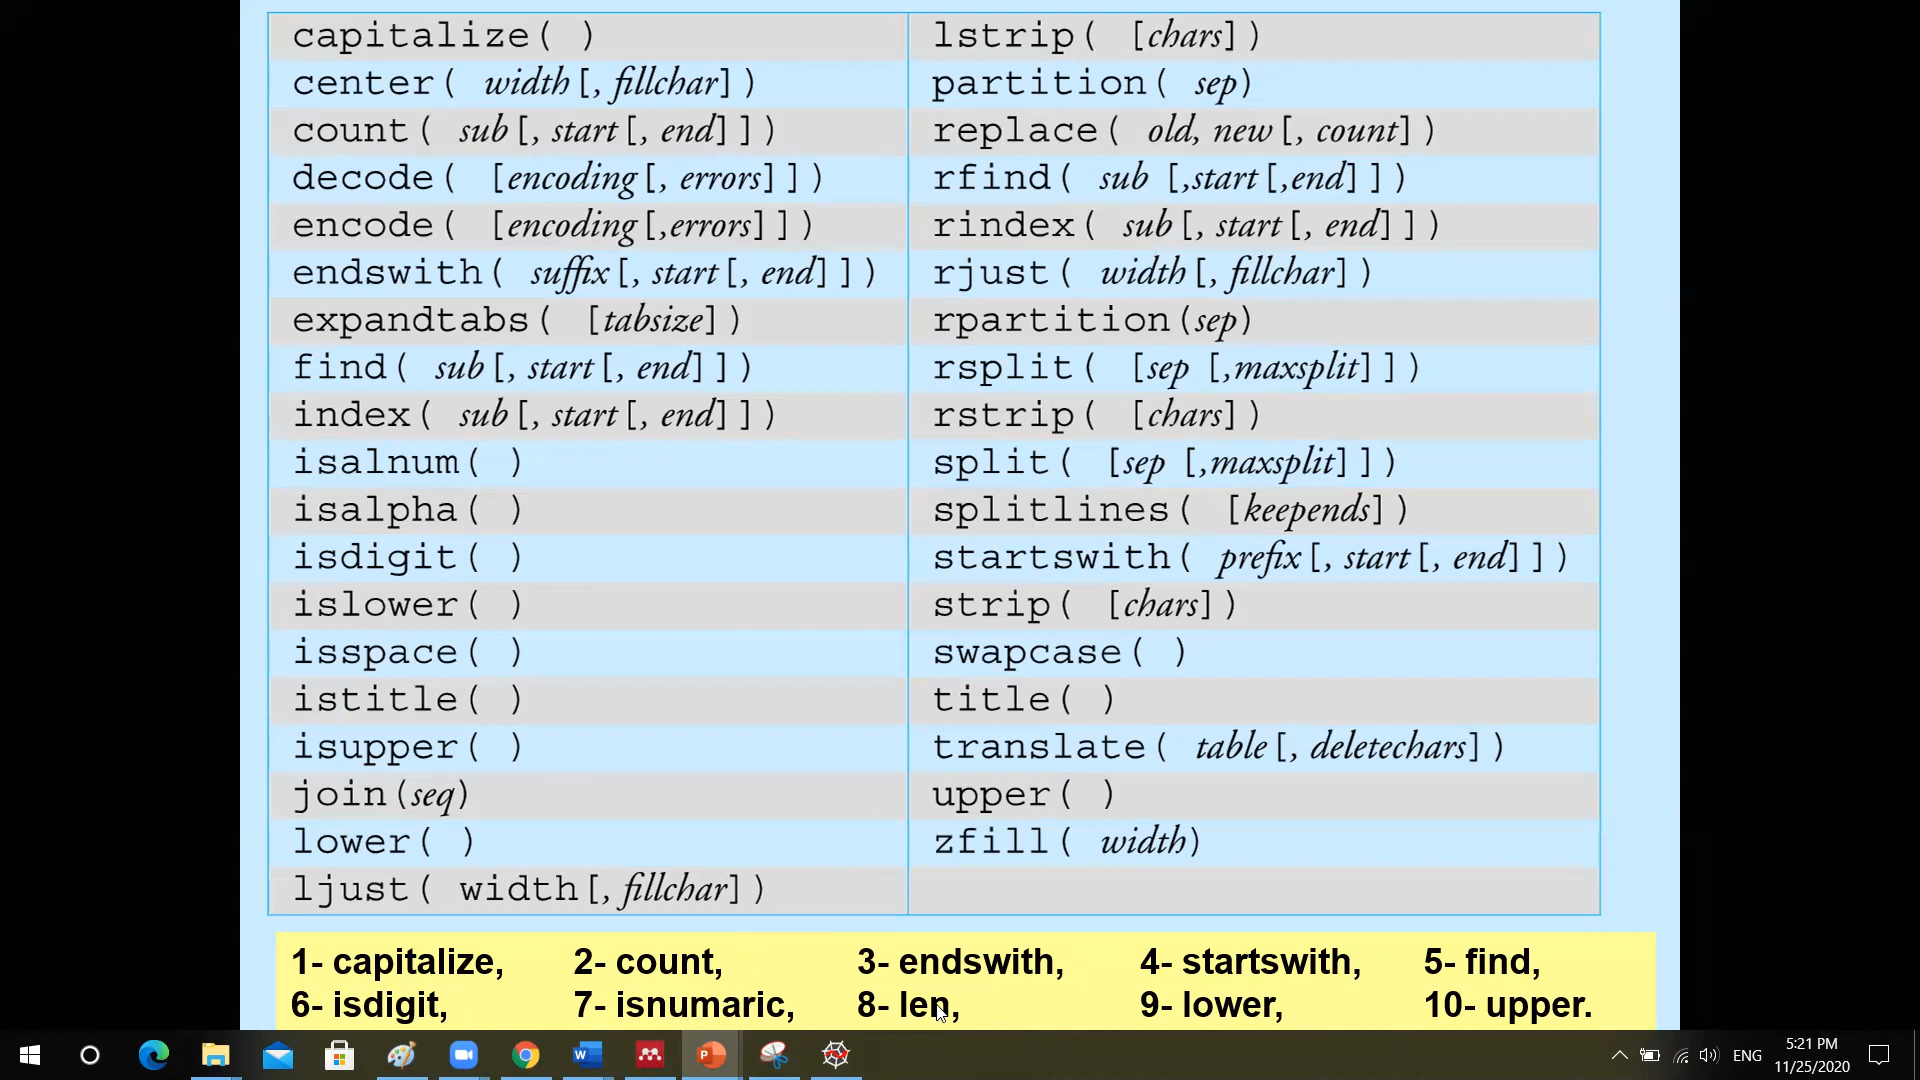 capitalize( )
center( width[, fillchar])
count( sub[, start[, end]])
decode( [encoding[, errors]])
encode( [encoding[,errors]])
endswith( suffix[, start[, end]])
expandtabs( [tabsize])
find( sub[, start[, end]])
index( sub[, start[, end]])
isalnum( )
isalpha( )
isdigit( )
islower( )
isspace( )
istitle( )
isupper( )
join(seq)
lower( )
ljust( width[, fillchar])
lstrip( [chars])
partition( sep)
replace( old, new[, count])
rfind( sub [,start[,end]])
rindex( sub[, start[, end]])
rjust( width[, fillchar])
rpartition(sep)
rsplit( [sep [,maxsplit]])
rstrip( [chars])
split( [sep [,maxsplit]])
splitlines( [keepends])
startswith( prefix[, start[, end]])
strip( [chars])
swapcase( )
title( )
translate( table[, deletechars])
upper( )
zfill( width)
1- capitalize, 2- count, 3- endswith, 4- startswith, 5- find,
6- isdigit, 7- isnumaric, 8- len, 9- lower, 10- upper.
ENG
5:21 PM
11/25/2020